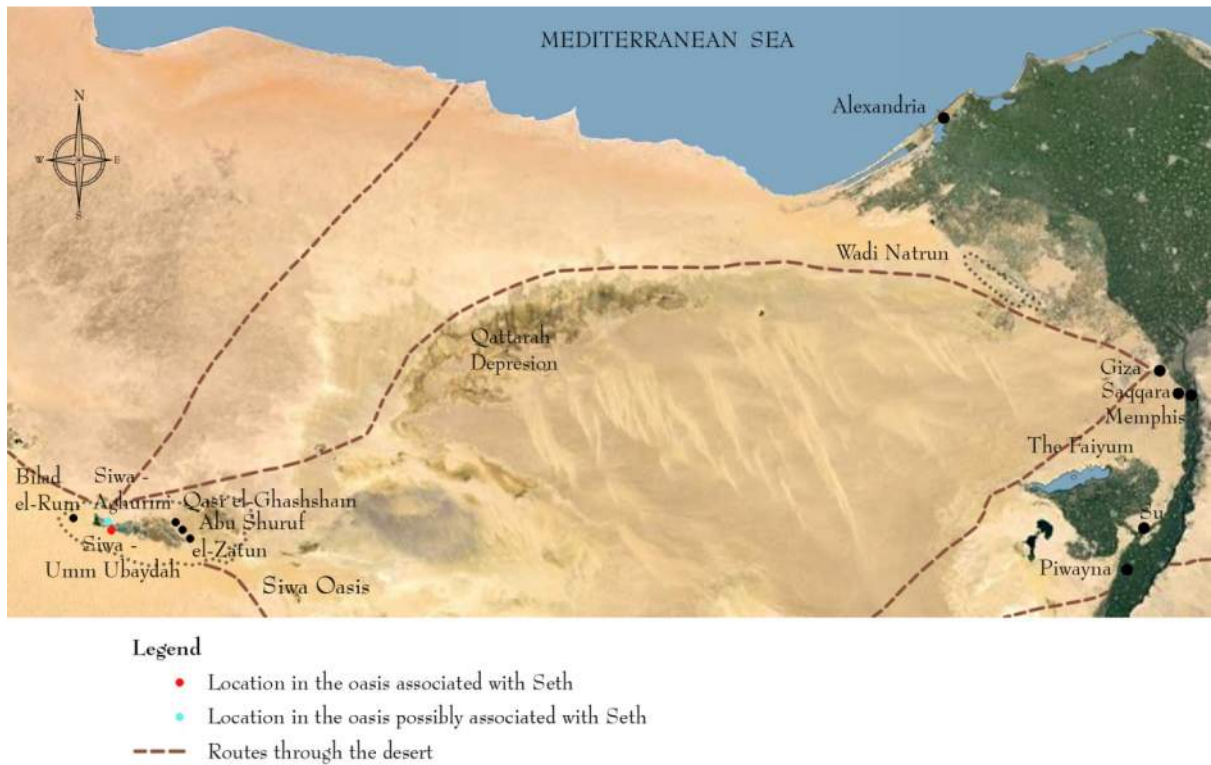 MEDITERRANEAN SEA
Alexandria
N
W
E
S
Wadi Natrun
Qattarah
Depresion
Giza
Saqqara
Memphis
The Faiyum
Su
Piwayna
Bilad
el-Rum
Siwa -
Aghurim
Qasr el-Ghashsham
Abu Shuruf
el-Zatun
Siwa -
Umm Ubaydah
Siwa Oasis
Legend
Location in the oasis associated with Seth
Location in the oasis possibly associated with Seth
Routes through the desert